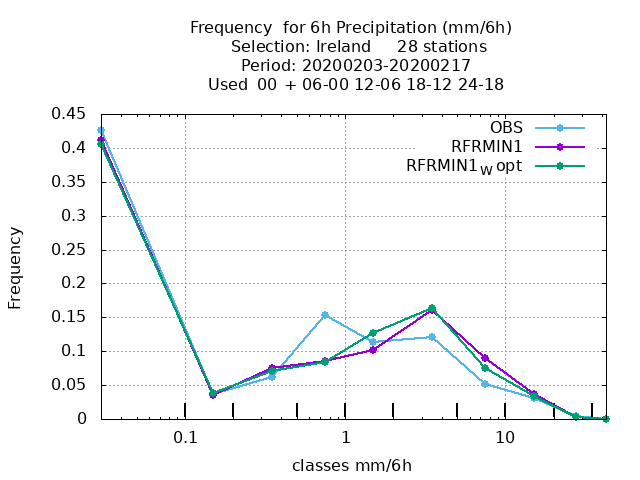 Frequency  for 6h Precipitation (mm/6h)
Selection: Ireland     28 stations
Period: 20200203-20200217
Used  00  + 06-00 12-06 18-12 24-18
0.45
0.4
0.35
0.3
0.25
0.2
0.15
0.1
0.05
0
Frequency
OBS
RFRMIN1
RFRMIN1W opt
0.1
1
10
classes mm/6h